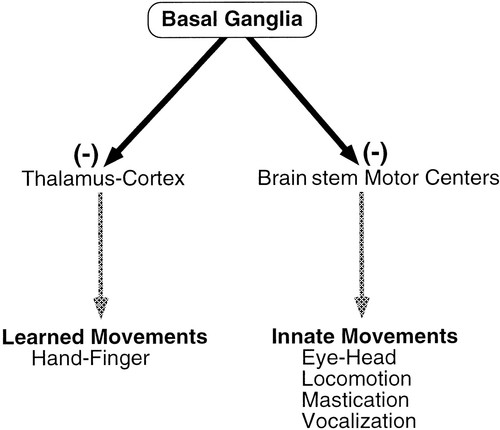 Basal Ganglia
(-) (-)
Thalamus-Cortex Brain stem Motor Centers
Learned Movements Innate Movements
Hand-Finger Eye-Head
Locomotion
Mastication
Vocalization